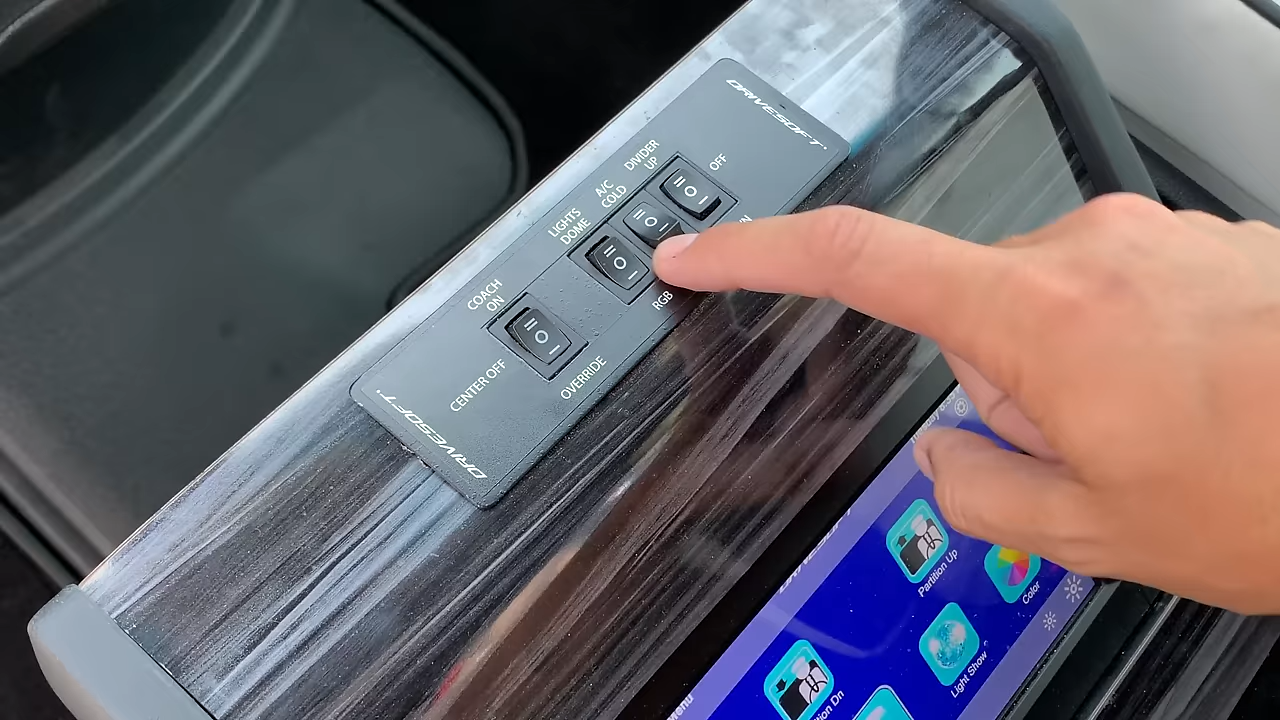 DRIVESOFT
DIVIDER
UP
OFF
A/C
COLD
LIGHTS
DOME
RGB
COACH
ON
CENTER OFF
OVERRIDE
DRIVESOFT
Partition Up
Color
Light Show